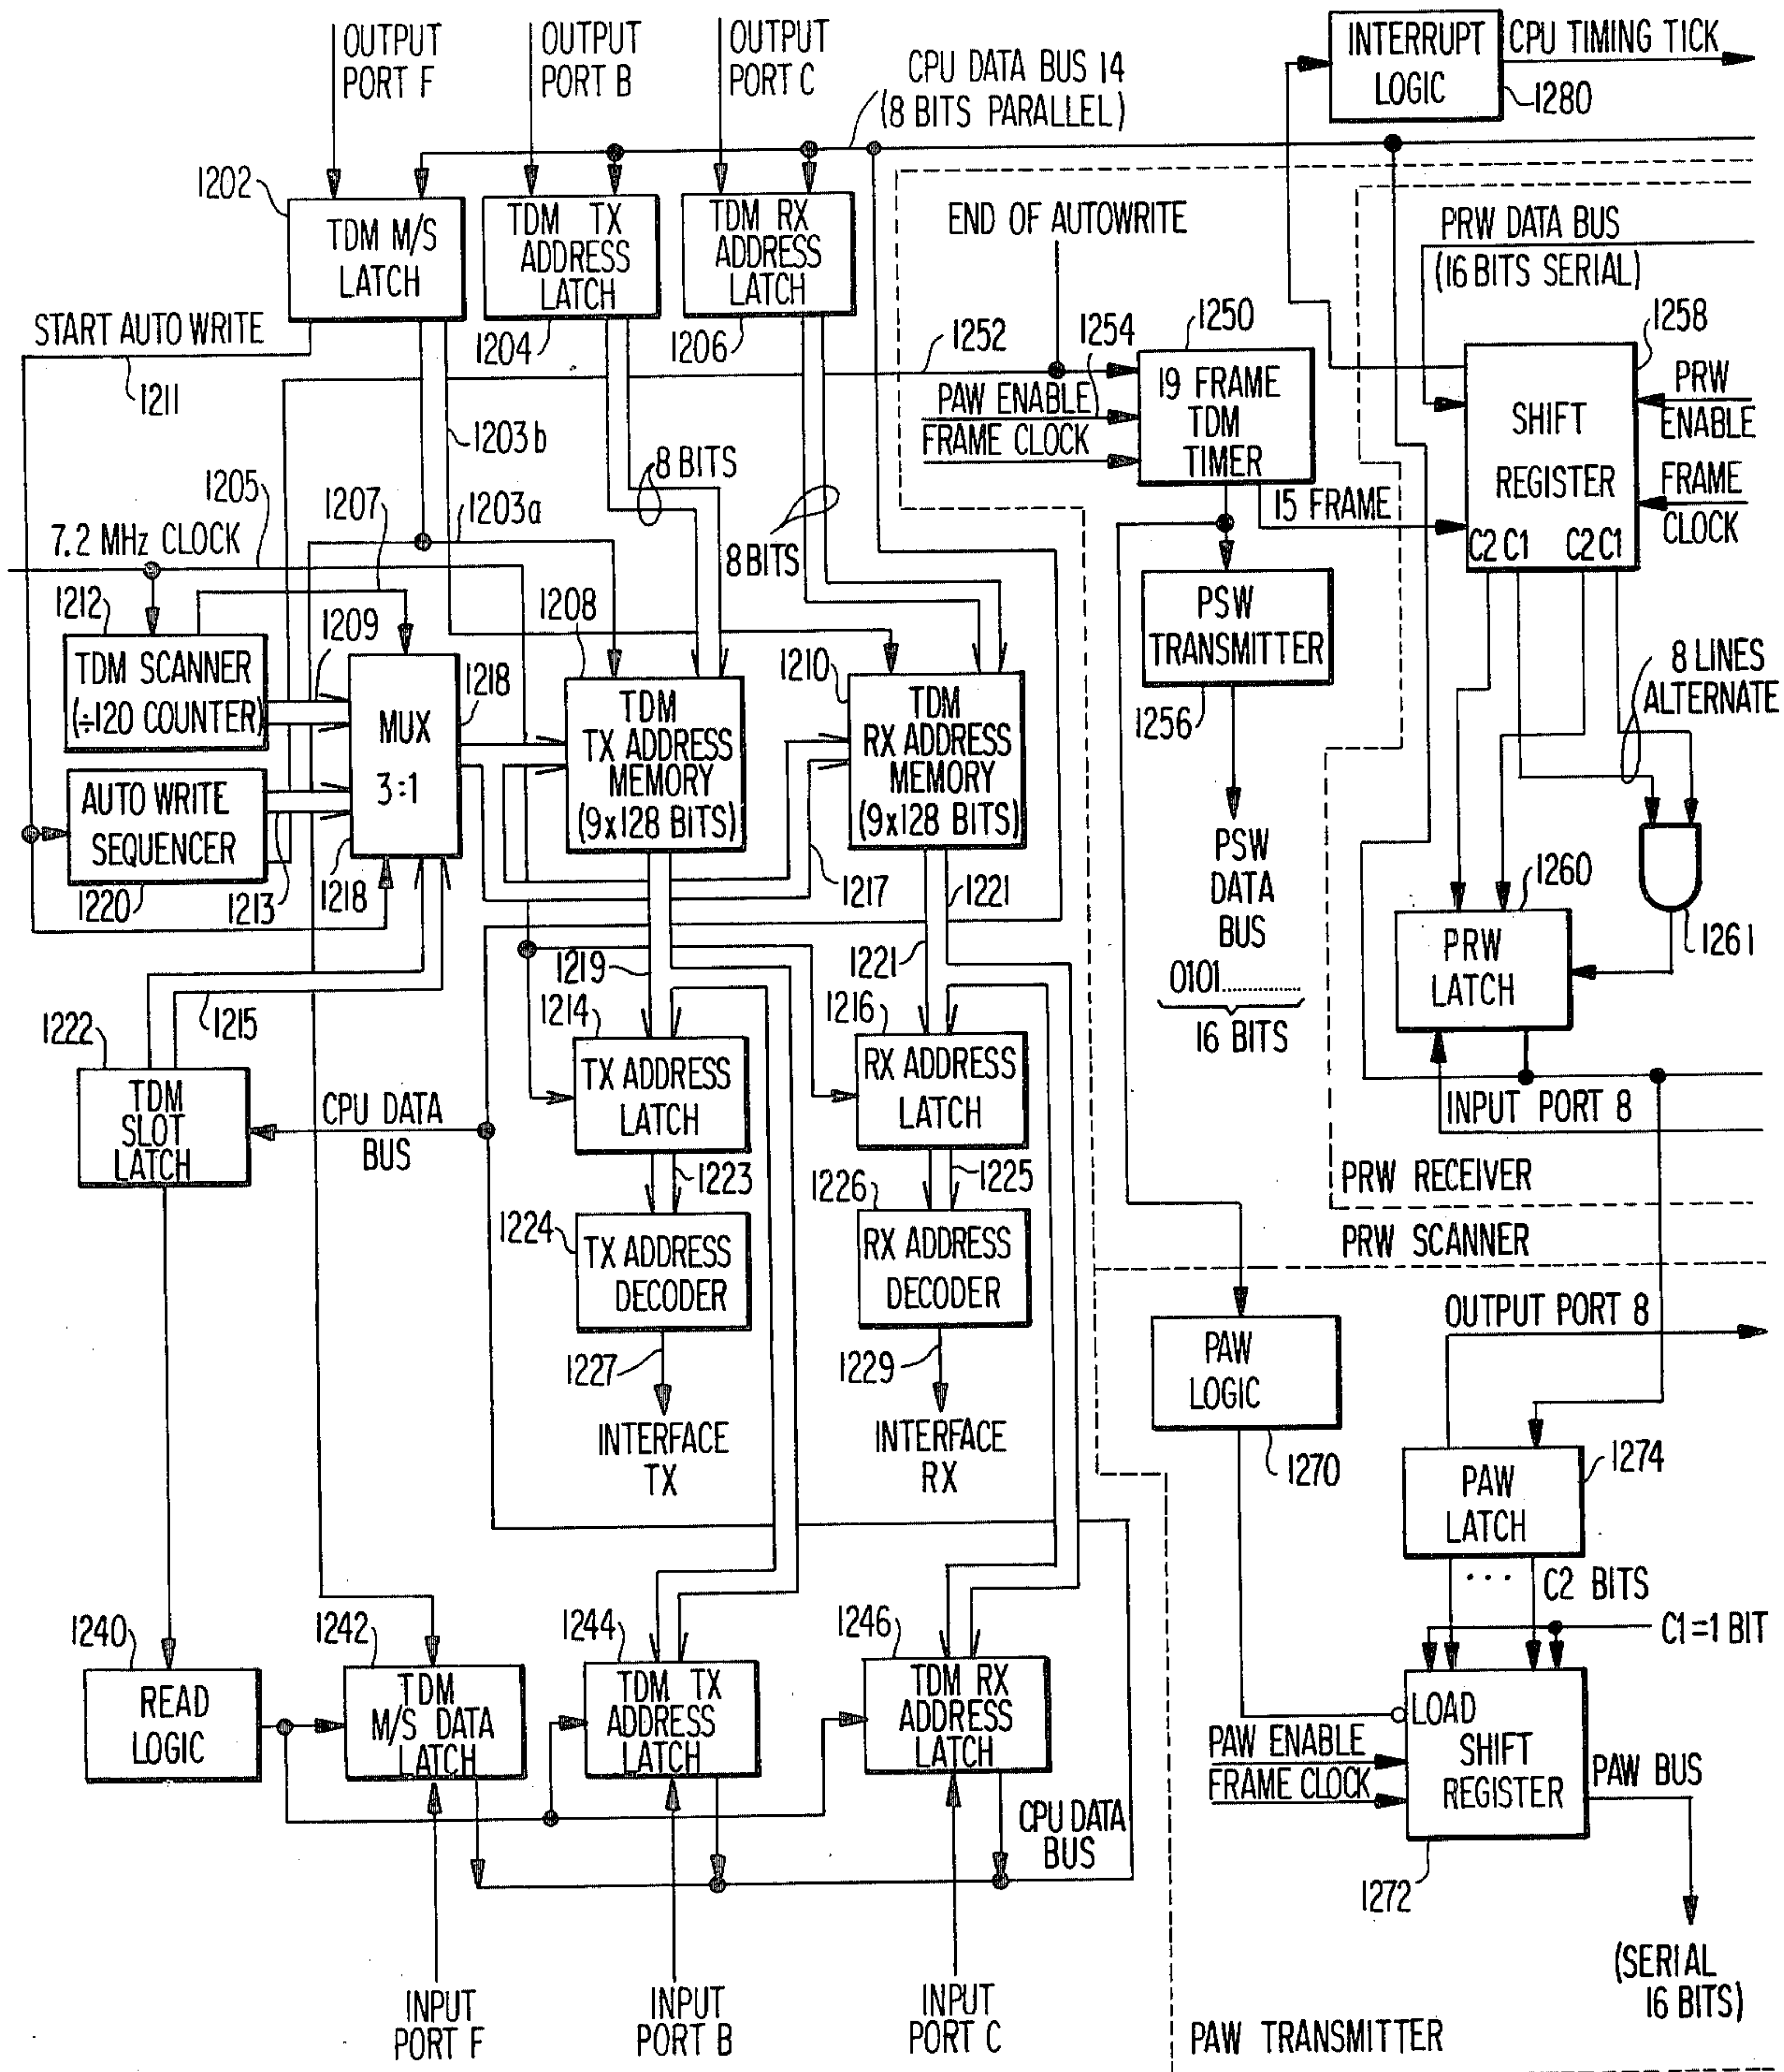 OUTPUT
PORT F
OUTPUT
PORT B
OUTPUT
PORT C
CPU DATA BUS 14
(8 BITS PARALLEL)
INTERRUPT
LOGIC
CPU TIMING TICK
1280
1202
TDM M/S
LATCH
TDM TX
ADDRESS
LATCH
1204
TDM RX
ADDRESS
LATCH
1206
END OF AUTOWRITE
PRW DATA BUS
(16 BITS SERIAL)
START AUTO WRITE
1211
1252
1254
1250
1258
PAW ENABLE
FRAME CLOCK
19 FRAME
TDM
TIMER
15 FRAME
SHIFT
REGISTER
C2 C1 C2 C1
PRW
ENABLE
FRAME
CLOCK
1203b
1205
1207
1203a
8 BITS
8 BITS
7.2 MHz CLOCK
1212
1209
1208
1210
TDM SCANNER
(÷120 COUNTER)
1218
MUX
3:1
TDM
TX ADDRESS
MEMORY
(9x128 BITS)
TDM
RX ADDRESS
MEMORY
(9x128 BITS)
PSW
TRANSMITTER
1256
8 LINES
ALTERNATE
AUTO WRITE
SEQUENCER
1220
1213
1218
1217
1221
PSW
DATA
BUS
0101..............
16 BITS
1260
PRW
LATCH
1261
1219
1221
1215
1222
TDM
SLOT
LATCH
CPU DATA
BUS
1214
TX ADDRESS
LATCH
1216
RX ADDRESS
LATCH
INPUT PORT 8
PRW RECEIVER
1223
1225
1224
TX ADDRESS
DECODER
1226
RX ADDRESS
DECODER
PRW SCANNER
1227
1229
INTERFACE
TX
INTERFACE
RX
PAW
LOGIC
1270
OUTPUT PORT 8
PAW
LATCH
1274
... C2 BITS
C1=1 BIT
1240
READ
LOGIC
1242
TDM
M/S DATA
LATCH
1244
TDM TX
ADDRESS
LATCH
1246
TDM RX
ADDRESS
LATCH
LOAD
SHIFT
REGISTER
PAW ENABLE
FRAME CLOCK
PAW BUS
1272
CPU DATA
BUS
(SERIAL
16 BITS)
INPUT
PORT F
INPUT
PORT B
INPUT
PORT C
PAW TRANSMITTER